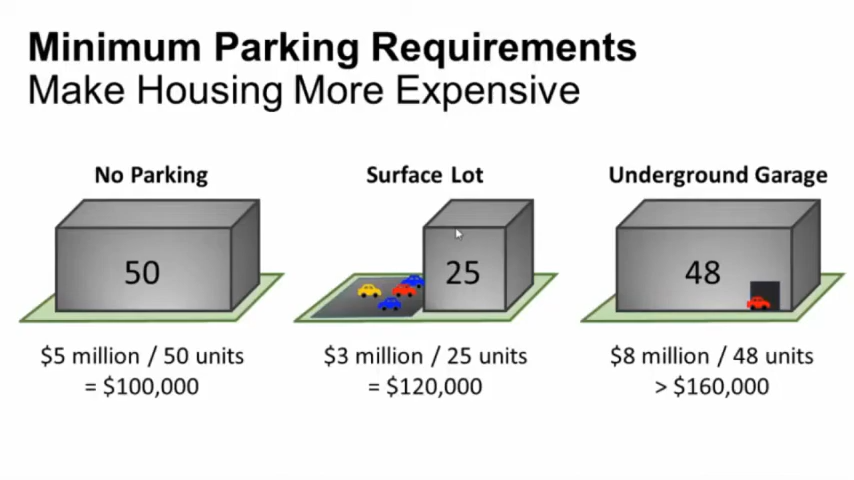 Minimum Parking Requirements
Make Housing More Expensive
No Parking
50
$5 million / 50 units
= $100,000
Surface Lot
25
$3 million / 25 units
= $120,000
Underground Garage
48
$8 million / 48 units
> $160,000